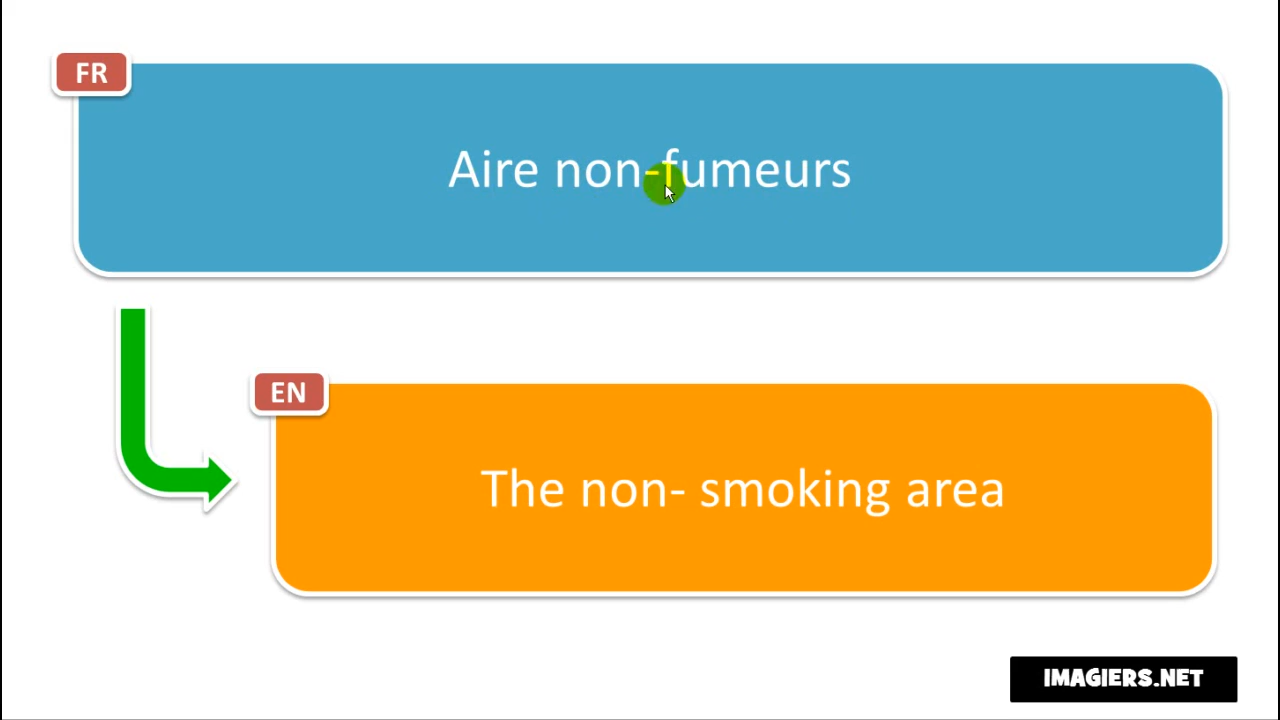 FR
Aire non-fumeurs
EN
The non- smoking area
IMAGIERS.NET